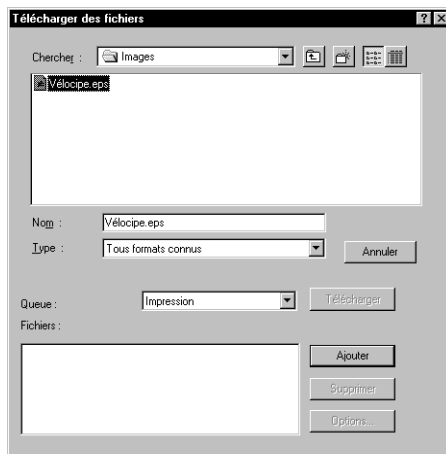 Télécharger des fichiers
Chercher : Images
Vélocipe.eps
Nom : Vélocipe.eps
Type : Tous formats connus
Annuler
Queue : Impression
Télécharger
Fichiers :
Ajouter
Supprimer
Options...